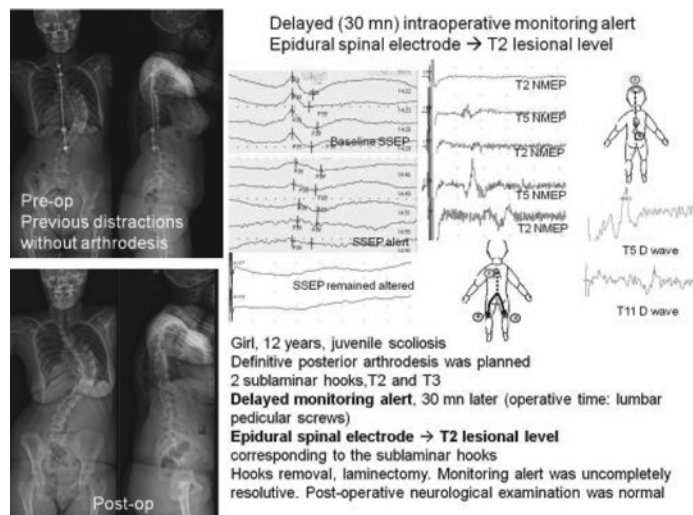 Delayed (30 mn) intraoperative monitoring alert
Epidural spinal electrode → T2 lesional level
Pre-op
Previous distractions
without arthrodesis
Baseline SSEP
SSEP alert
SSEP remained altered
T2 NMEP
T5 NMEP
T2 NMEP
T5 NMEP
T2 NMEP
T5 D wave
T11 D wave
Post-op
Girl, 12 years, juvenile scoliosis
Definitive posterior arthrodesis was planned
2 sublaminar hooks,T2 and T3
Delayed monitoring alert, 30 mn later (operative time: lumbar
pedicular screws)
Epidural spinal electrode → T2 lesional level
corresponding to the sublaminar hooks
Hooks removal, laminectomy. Monitoring alert was uncompletely
resolutive. Post-operative neurological examination was normal